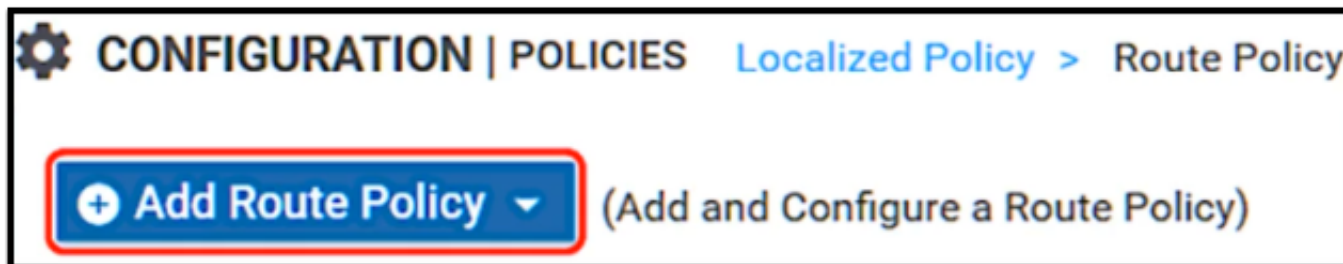 CONFIGURATION | POLICIES Localized Policy > Route Policy
Add Route Policy (Add and Configure a Route Policy)